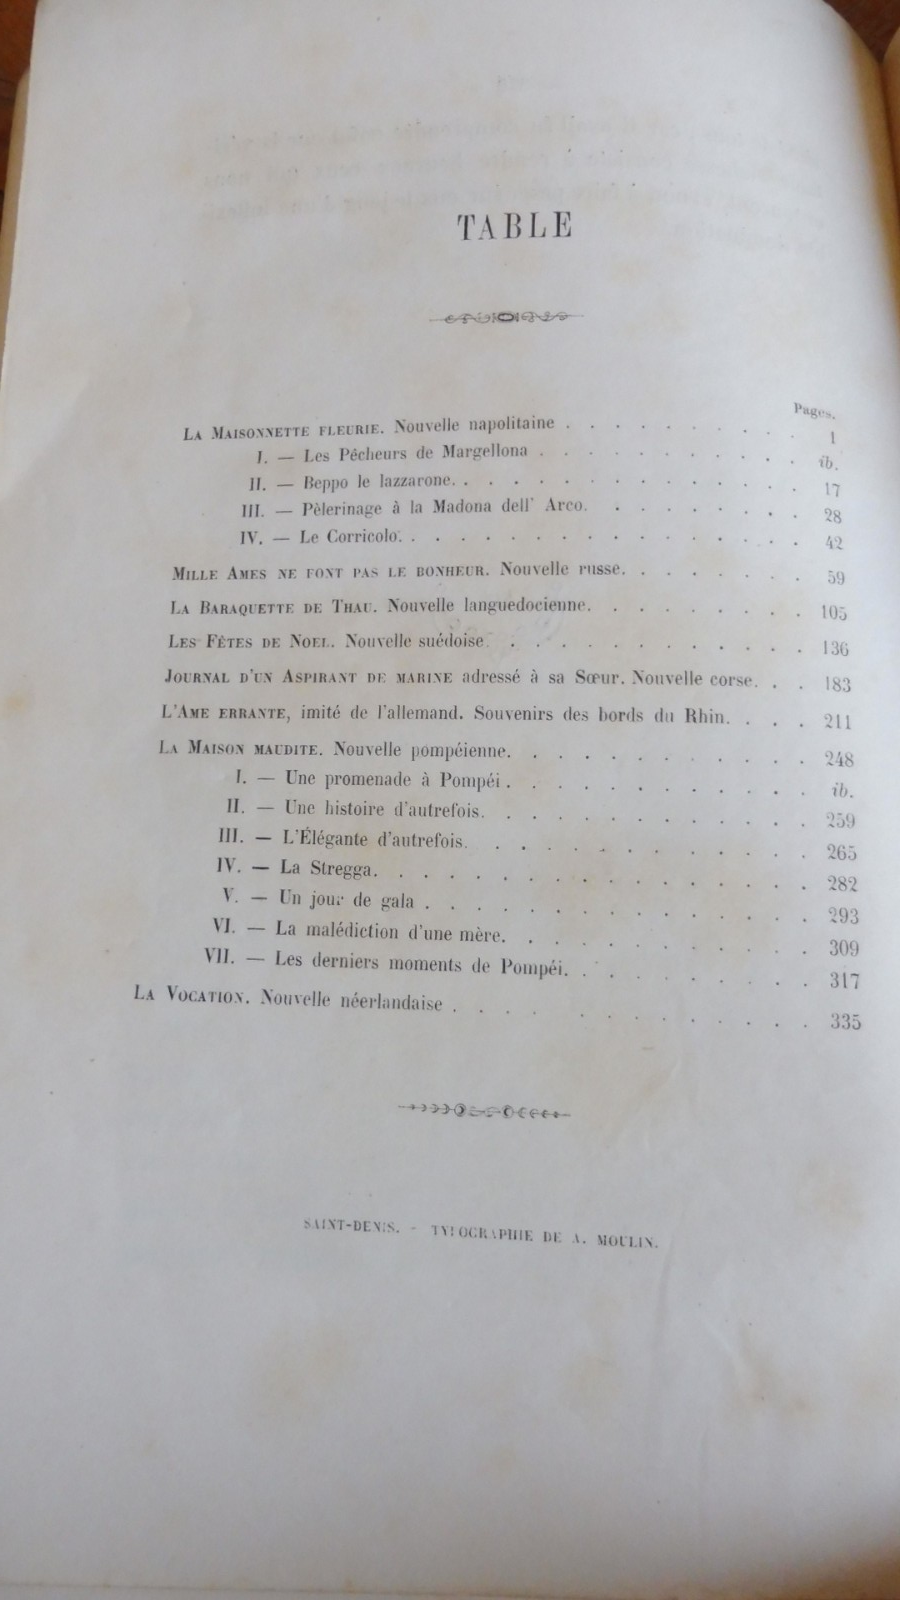 TABLE
Pages.
LA MAISONNETTE FLEURIE. Nouvelle napolitaine . . . . . . . . . . 1
I. — Les Pécheurs de Margellona . . . . . . . . . . ib.
II. — Beppo le lazzarone. . . . . . . . . . . . 17
III. — Pèlerinage à la Madona dell' Arco. . . . . . . . 28
IV. — Le Corricolo. . . . . . . . . . . . . . 42
MILLE AMES NE FONT PAS LE BONHEUR. Nouvelle russe. . . . . . . . 59
LA BARAQUETTE DE THAU. Nouvelle languedocienne. . . . . . . . . 105
LES FÊTES DE NOEL. Nouvelle suédoise. . . . . . . . . . . . 136
JOURNAL D'UN ASPIRANT DE MARINE adressé à sa Sœur. Nouvelle corse. . . 183
L'AME ERRANTE, imité de l'allemand. Souvenirs des bords du Rhin. . . . 211
LA MAISON MAUDITE. Nouvelle pompéienne. . . . . . . . . . . 248
I. — Une promenade à Pompéi . . . . . . . . . . . . ib.
II. — Une histoire d'autrefois. . . . . . . . . . . . . 259
III. — L'Élégante d'autrefois. . . . . . . . . . . . . 265
IV. — La Stregga. . . . . . . . . . . . . . . . . 282
V. — Un jour de gala . . . . . . . . . . . . . . . 293
VI. — La malédiction d'une mère. . . . . . . . . . . . 309
VII. — Les derniers moments de Pompéi. . . . . . . . . . 317
LA VOCATION. Nouvelle néerlandaise . . . . . . . . . . . . . 335
SAINT-DENIS. - TYPOGRAPHIE DE A. MOULIN.